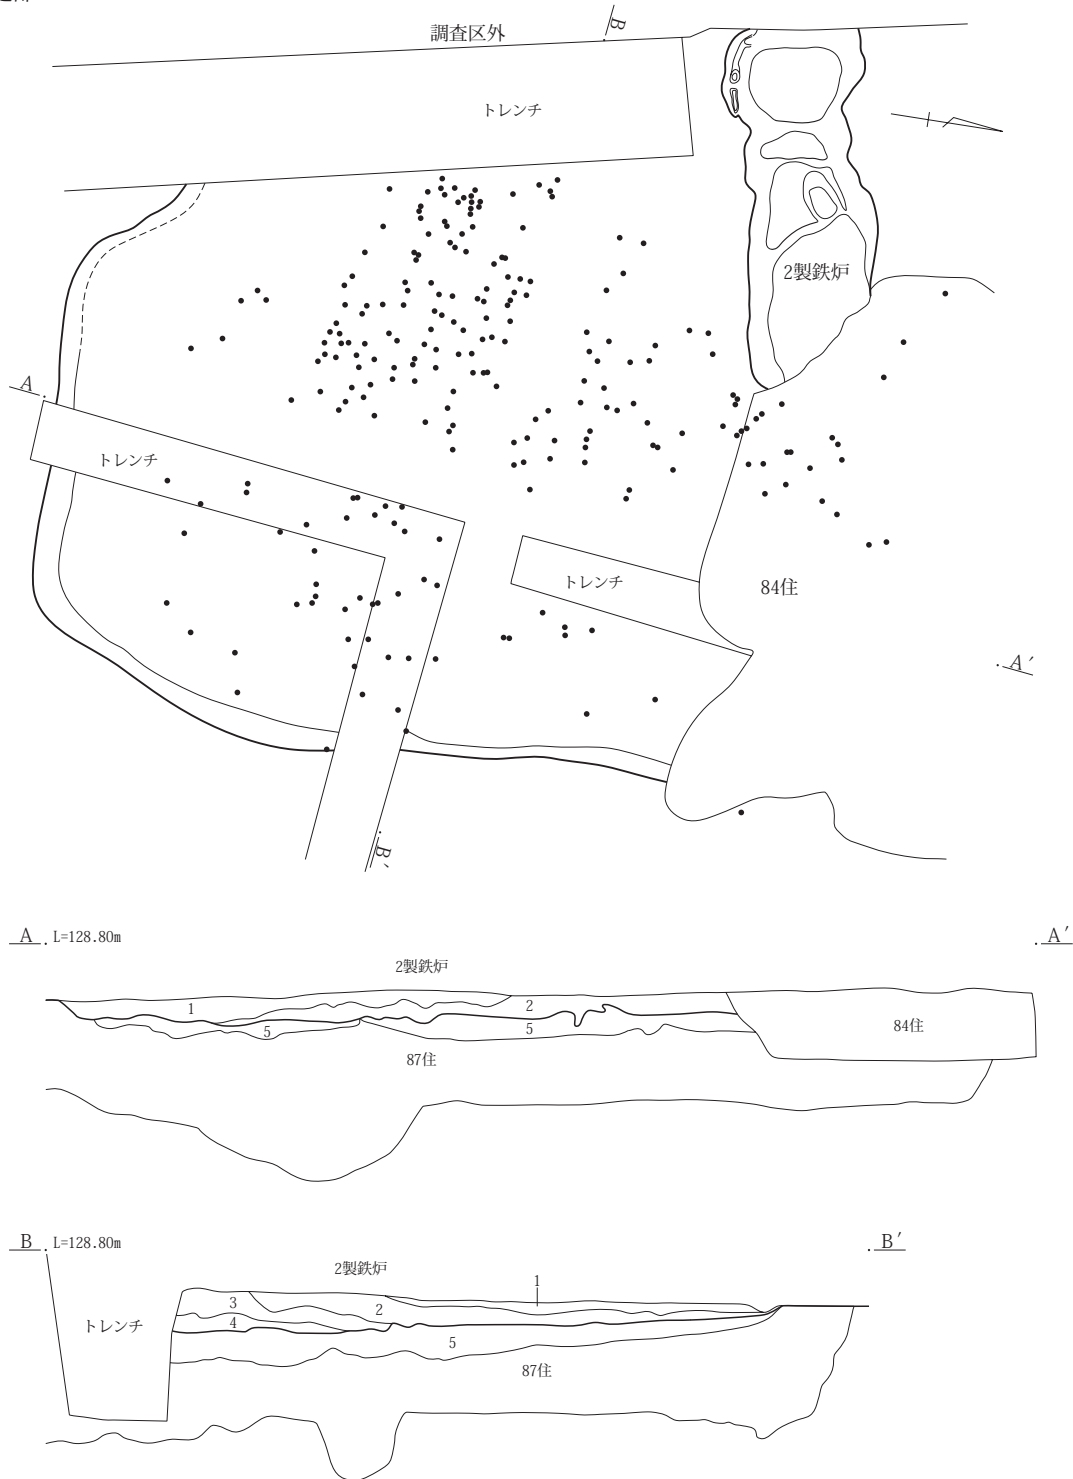 調査区外
B
トレンチ
2製鉄炉
A
トレンチ
トレンチ
84住
A′
B′
A L=128.80m A′
2製鉄炉
1
2
5
5
84住
87住
B L=128.80m B′
2製鉄炉
1
3
2
4
トレンチ
5
87住